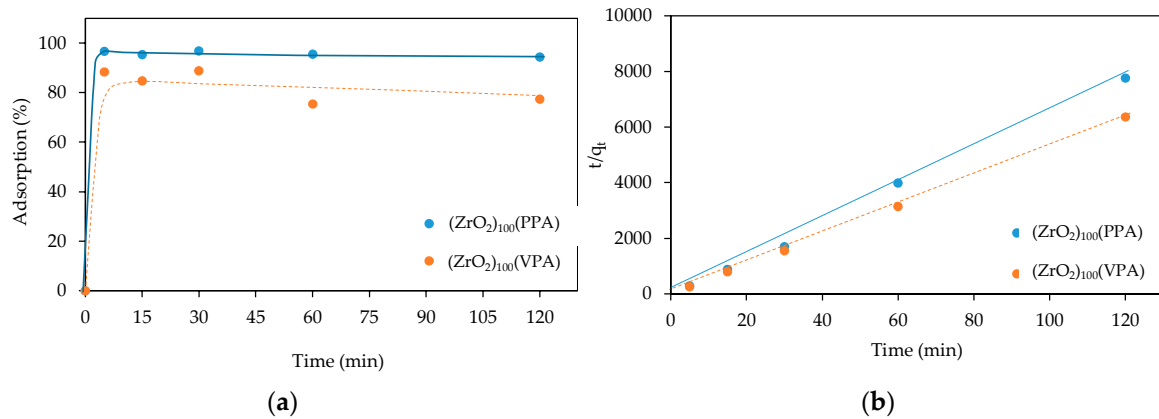 Adsorption (%)
100
80
60
40
20
0
0 15 30 45 60 75 90 105 120
Time (min)
(ZrO₂)₁₀₀(PPA)
(ZrO₂)₁₀₀(VPA)
(a)
t/qₜ
10000
8000
6000
4000
2000
0
0 20 40 60 80 100 120
Time (min)
(ZrO₂)₁₀₀(PPA)
(ZrO₂)₁₀₀(VPA)
(b)